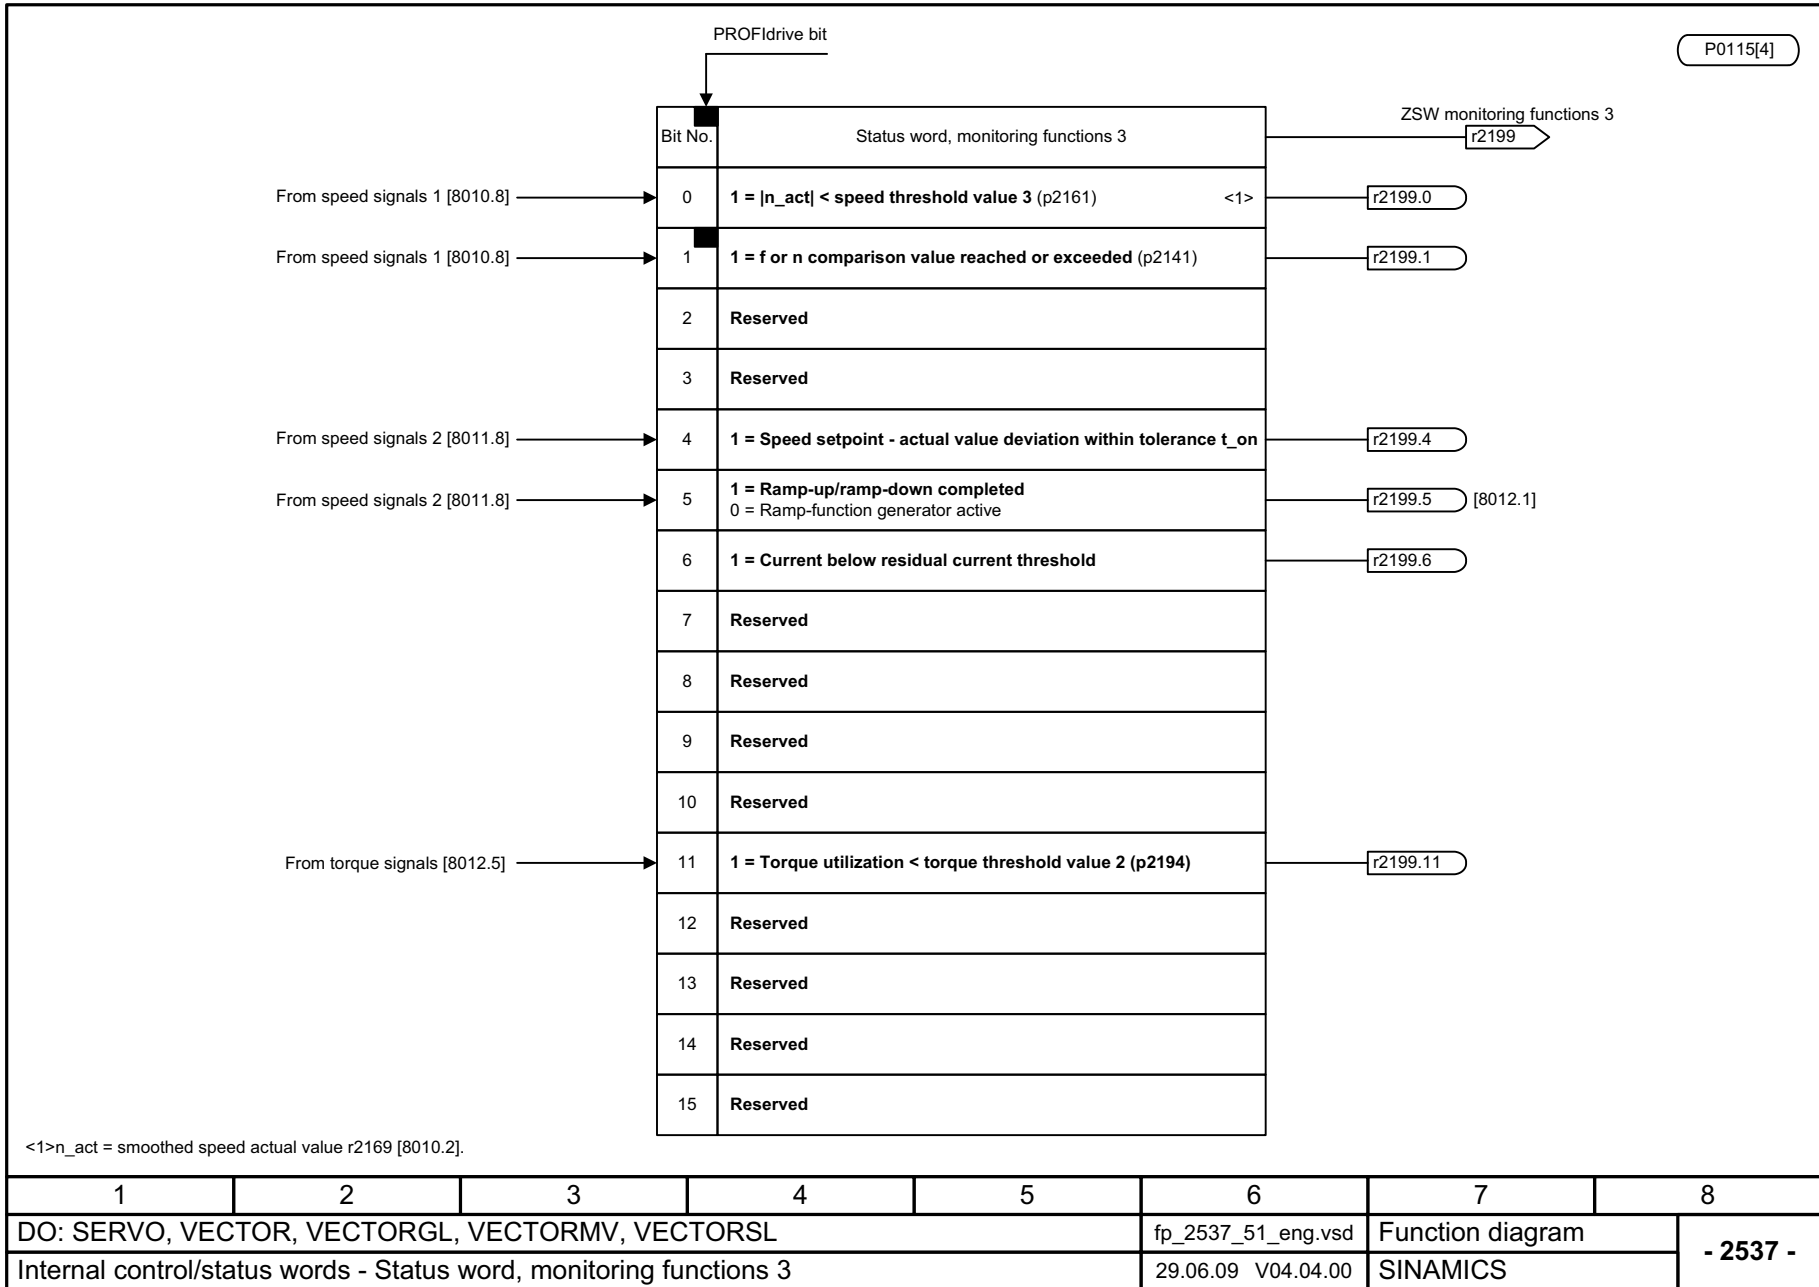 PROFIdrive bit
P0115[4]
ZSW monitoring functions 3
Bit No. Status word, monitoring functions 3 r2199
From speed signals 1 [8010.8] 0 1 = |n_act| < speed threshold value 3 (p2161) <1> r2199.0
From speed signals 1 [8010.8] 1 1 = f or n comparison value reached or exceeded (p2141) r2199.1
2 Reserved
3 Reserved
From speed signals 2 [8011.8] 4 1 = Speed setpoint - actual value deviation within tolerance t_on r2199.4
From speed signals 2 [8011.8] 5 1 = Ramp-up/ramp-down completed r2199.5 [8012.1]
0 = Ramp-function generator active
6 1 = Current below residual current threshold r2199.6
7 Reserved
8 Reserved
9 Reserved
10 Reserved
From torque signals [8012.5] 11 1 = Torque utilization < torque threshold value 2 (p2194) r2199.11
12 Reserved
13 Reserved
14 Reserved
15 Reserved
<1>n_act = smoothed speed actual value r2169 [8010.2].
1 2 3 4 5 6 7 8
DO: SERVO, VECTOR, VECTORGL, VECTORMV, VECTORSL fp_2537_51_eng.vsd Function diagram
- 2537 -
Internal control/status words - Status word, monitoring functions 3 29.06.09 V04.04.00 SINAMICS